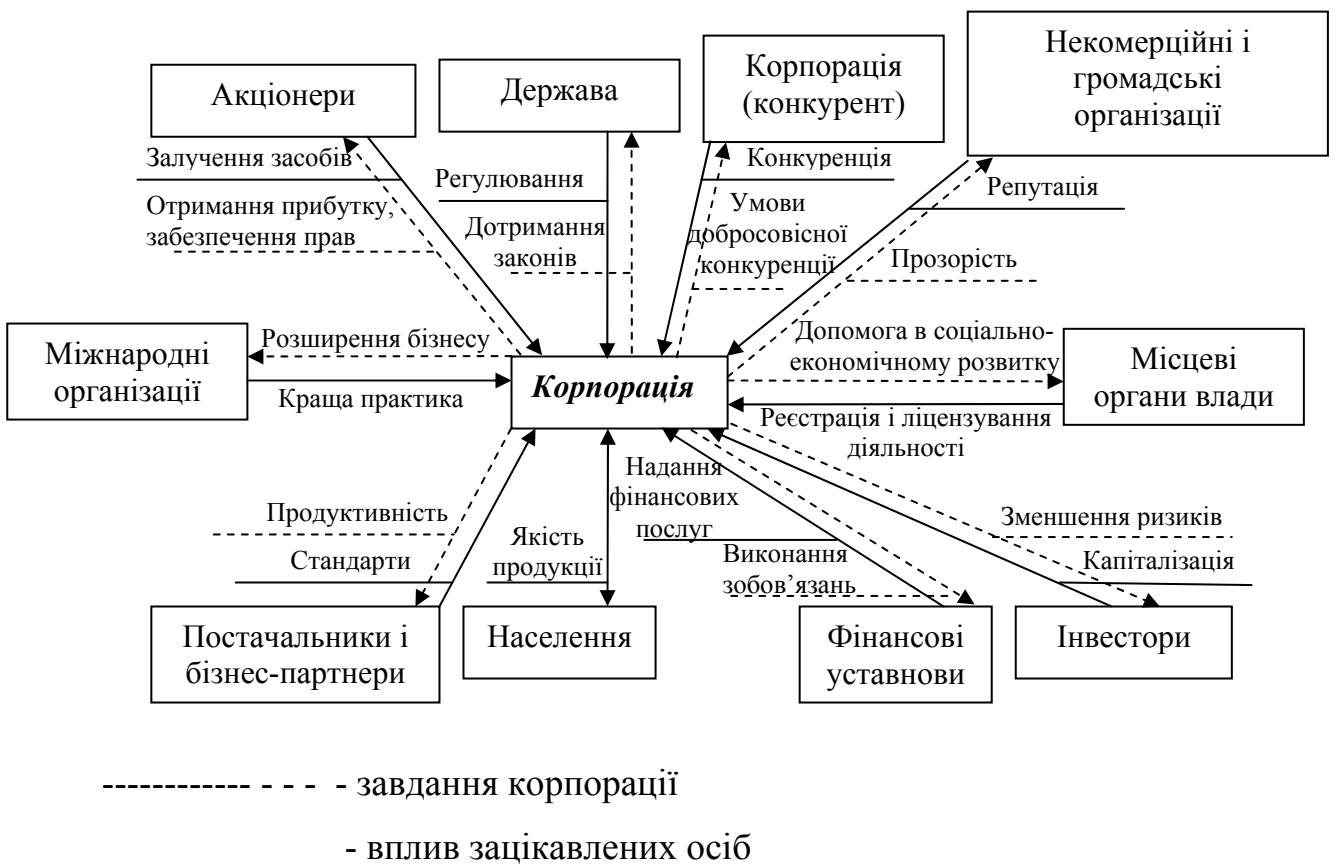 Акціонери
Держава
Корпорація
(конкурент)
Некомерційні і
громадські
організації
Залучення засобів
Отримання прибутку,
забезпечення прав
Регулювання
Дотримання
законів
Конкуренція
Умови
добросовісної
конкуренції
Репутація
Прозорість
Міжнародні
організації
Розширення бізнесу
Краща практика
Корпорація
Допомога в соціально-
економічному розвитку
Реєстрація і ліцензування
діяльності
Місцеві
органи влади
Продуктивність
Стандарти
Якість
продукції
Надання
фінансових
послуг
Виконання
зобов’язань
Зменшення ризиків
Капіталізація
Постачальники і
бізнес-партнери
Населення
Фінансові
уставнови
Інвестори
------------ - - - - завдання корпорації
- вплив зацікавлених осіб